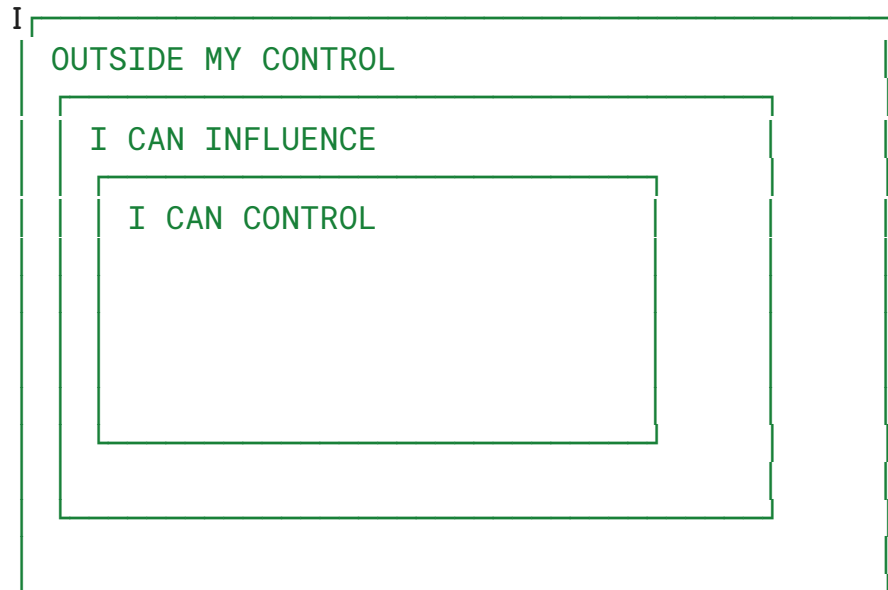 I
OUTSIDE MY CONTROL
I CAN INFLUENCE
I CAN CONTROL